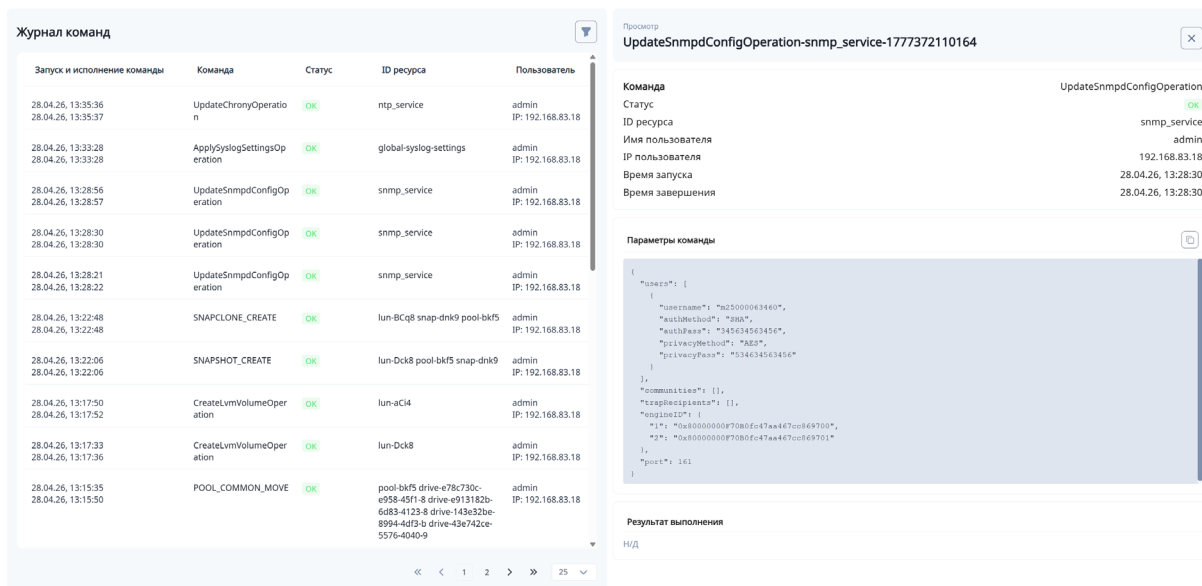 Журнал команд
Запуск и исполнение команды Команда Статус ID ресурса Пользователь
28.04.26, 13:35:36 UpdateChronyOperatio OK ntp_service admin
28.04.26, 13:35:37 n IP: 192.168.83.18
28.04.26, 13:33:28 ApplySyslogSettingsOp OK global-syslog-settings admin
28.04.26, 13:33:28 eration IP: 192.168.83.18
28.04.26, 13:28:56 UpdateSnmpdConfigOp OK snmp_service admin
28.04.26, 13:28:57 eration IP: 192.168.83.18
28.04.26, 13:28:30 UpdateSnmpdConfigOp OK snmp_service admin
28.04.26, 13:28:30 eration IP: 192.168.83.18
28.04.26, 13:28:21 UpdateSnmpdConfigOp OK snmp_service admin
28.04.26, 13:28:22 eration IP: 192.168.83.18
28.04.26, 13:22:48 SNAPCLONE_CREATE OK lun-BCq8 snap-dnk9 pool-bkf5 admin
28.04.26, 13:22:48 IP: 192.168.83.18
28.04.26, 13:22:06 SNAPSHOT_CREATE OK lun-Dck8 pool-bkf5 snap-dnk9 admin
28.04.26, 13:22:06 IP: 192.168.83.18
28.04.26, 13:17:50 CreateLvmVolumeOper OK lun-aCi4 admin
28.04.26, 13:17:52 ation IP: 192.168.83.18
28.04.26, 13:17:33 CreateLvmVolumeOper OK lun-Dck8 admin
28.04.26, 13:17:36 ation IP: 192.168.83.18
28.04.26, 13:15:35 POOL_COMMON_MOVE OK pool-bkf5 drive-e78c730c- admin
28.04.26, 13:15:50 e958-45f1-8 drive-e913182b- IP: 192.168.83.18
6d83-4123-8 drive-143e32be-
8994-4df3-b drive-43e742ce-
5576-4040-9
1 2 25
Просмотр
UpdateSnmpdConfigOperation-snmp_service-1777372110164
Команда UpdateSnmpdConfigOperation
Статус OK
ID ресурса snmp_service
Имя пользователя admin
IP пользователя 192.168.83.18
Время запуска 28.04.26, 13:28:30
Время завершения 28.04.26, 13:28:30
Параметры команды
{
"users": [
{
"username": "m25000063460",
"authMethod": "SHA",
"authPass": "345634563456",
"privacyMethod": "AES",
"privacyPass": "534634563456"
}
],
"communities": [],
"trapRecipients": [],
"engineID": {
"1": "0x80000000F70B0fc47aa467cc869700",
"2": "0x80000000F70B0fc47aa467cc869701"
},
"port": 161
}
Результат выполнения
Н/Д